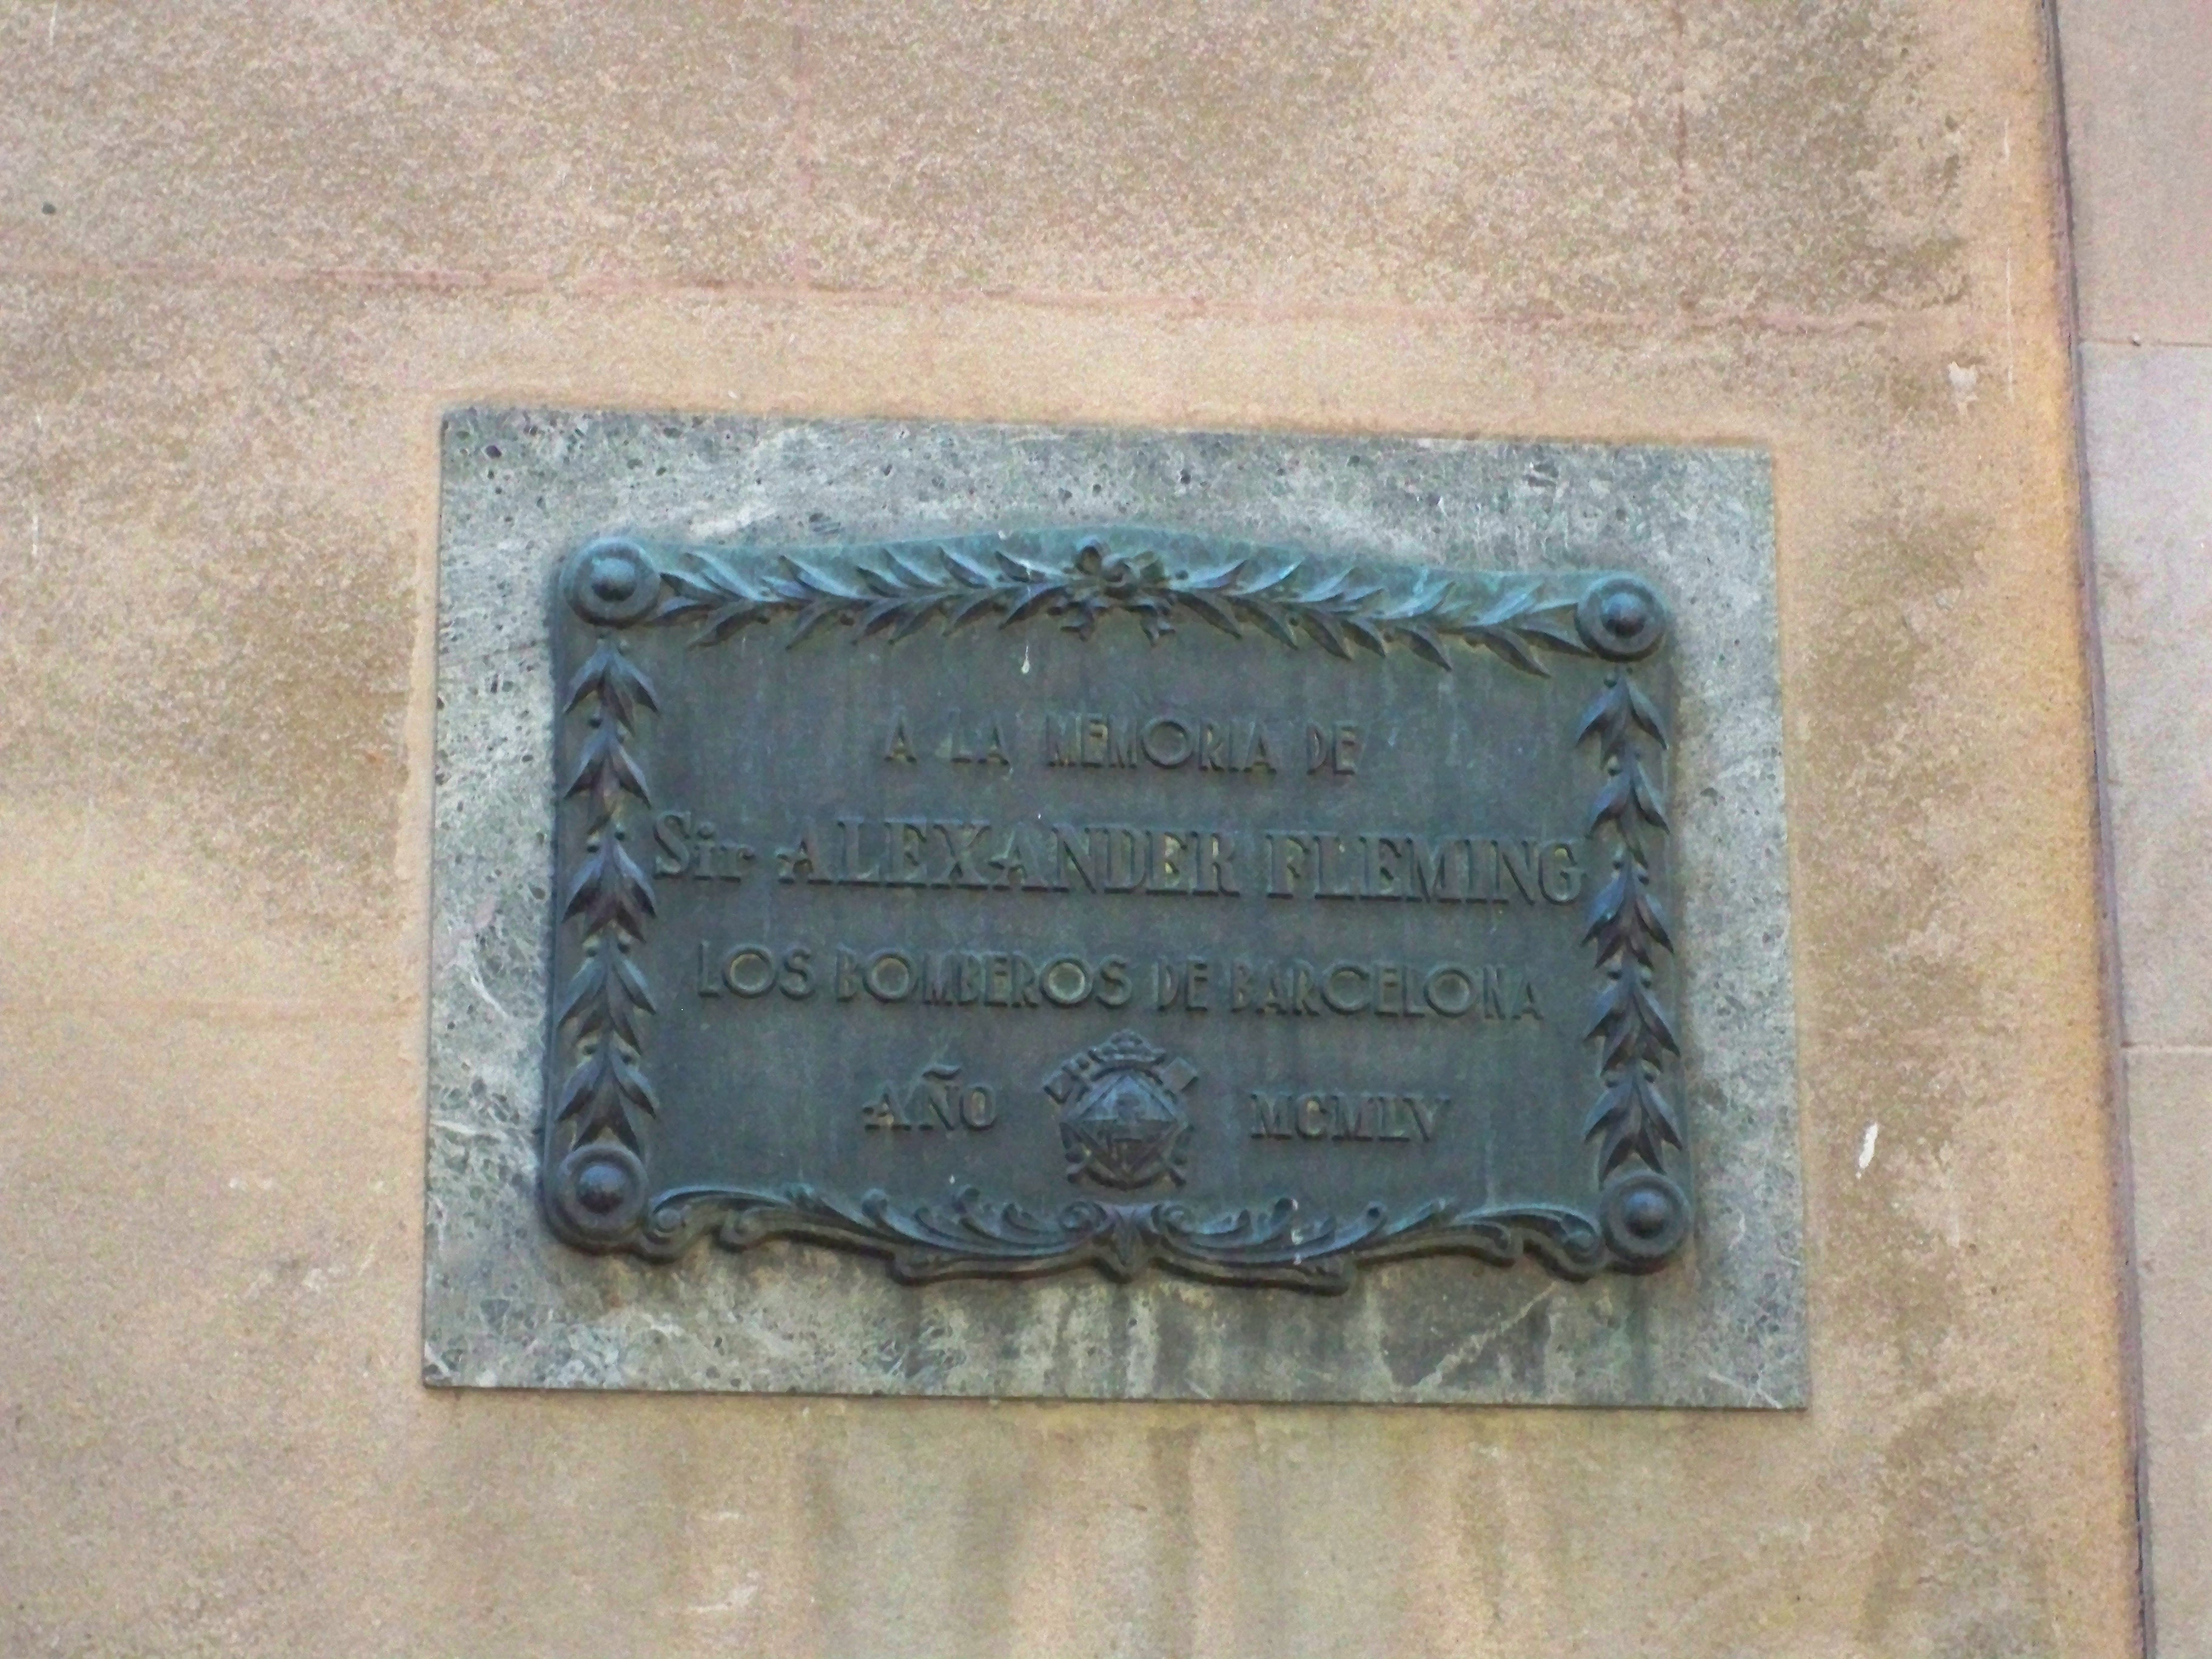 A LA MEMORIA DE
Sir ALEXANDER FLEMING
LOS BOMBEROS DE BARCELONA
AÑO MCMLV